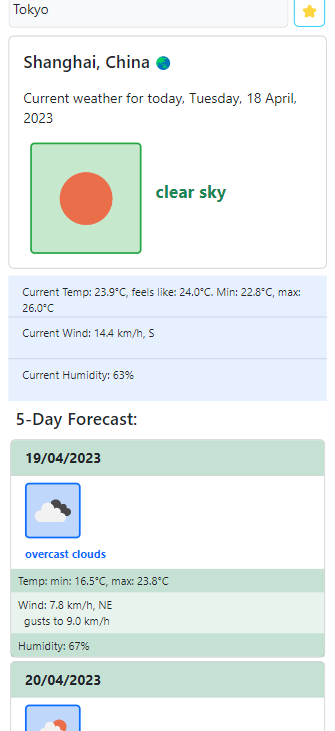 Tokyo
Shanghai, China
Current weather for today, Tuesday, 18 April,
2023
clear sky
Current Temp: 23.9°C, feels like: 24.0°C. Min: 22.8°C, max:
26.0°C
Current Wind: 14.4 km/h, S
Current Humidity: 63%
5-Day Forecast:
19/04/2023
overcast clouds
Temp: min: 16.5°C, max: 23.8°C
Wind: 7.8 km/h, NE
gusts to 9.0 km/h
Humidity: 67%
20/04/2023